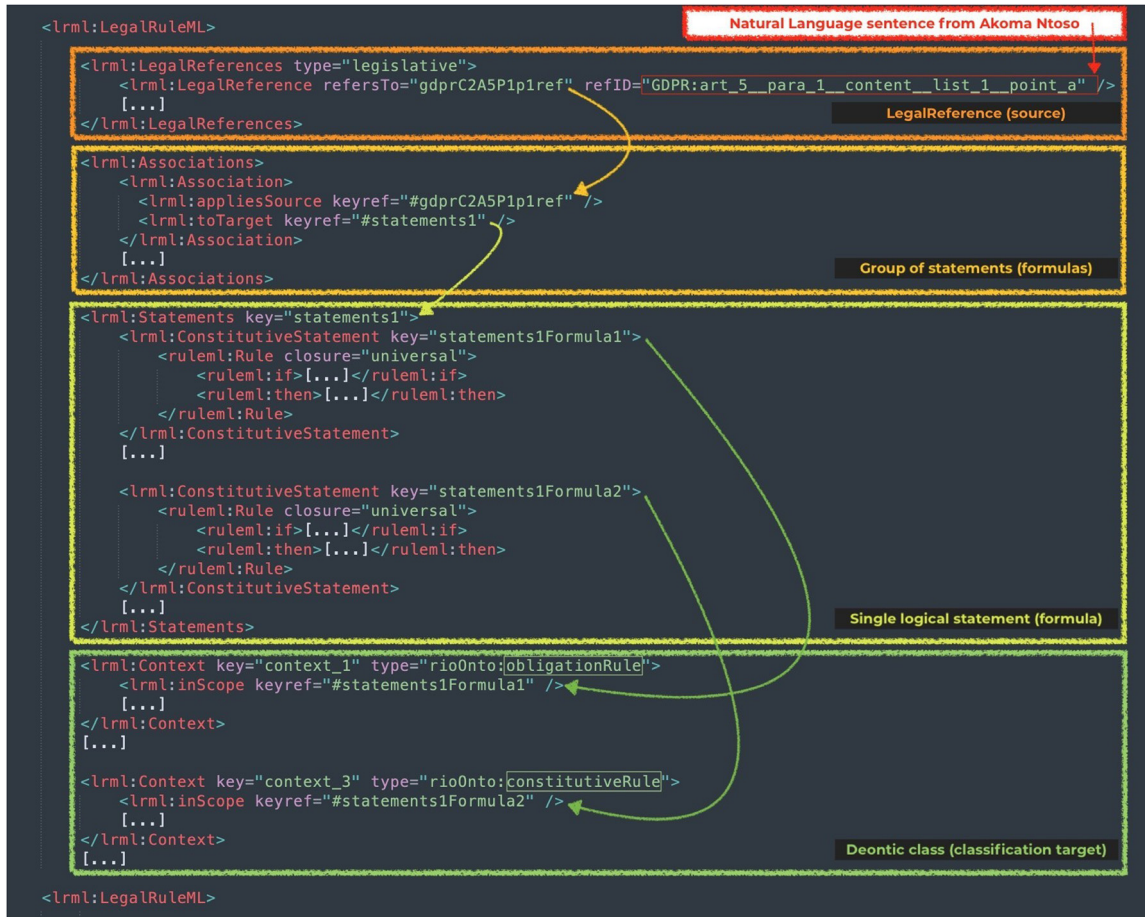 Natural Language sentence from Akoma Ntoso
<lrml:LegalRuleML>
<lrml:LegalReferences type="legislative">
<lrml:LegalReference refersTo="gdprC2A5P1p1ref" refID="GDPR:art_5__para_1__content__list_1__point_a" />
[...]
LegalReference (source)
</lrml:LegalReferences>
<lrml:Associations>
<lrml:Association>
<lrml:appliesSource keyref="#gdprC2A5P1p1ref" />
<lrml:toTarget keyref="#statements1" />
</lrml:Association>
[...]
Group of statements (formulas)
</lrml:Associations>
<lrml:Statements key="statements1">
<lrml:ConstitutiveStatement key="statements1Formula1">
<ruleml:Rule closure="universal">
<ruleml:if>[...]</ruleml:if>
<ruleml:then>[...]</ruleml:then>
</ruleml:Rule>
</lrml:ConstitutiveStatement>
[...]
<lrml:ConstitutiveStatement key="statements1Formula2">
<ruleml:Rule closure="universal">
<ruleml:if>[...]</ruleml:if>
<ruleml:then>[...]</ruleml:then>
</ruleml:Rule>
</lrml:ConstitutiveStatement>
[...]
Single logical statement (formula)
</lrml:Statements>
<lrml:Context key="context_1" type="rioOnto:obligationRule">
<lrml:inScope keyref="#statements1Formula1" />
[...]
</lrml:Context>
[...]
<lrml:Context key="context_3" type="rioOnto:constitutiveRule">
<lrml:inScope keyref="#statements1Formula2" />
[...]
</lrml:Context>
Deontic class (classification target)
[...]
<lrml:LegalRuleML>